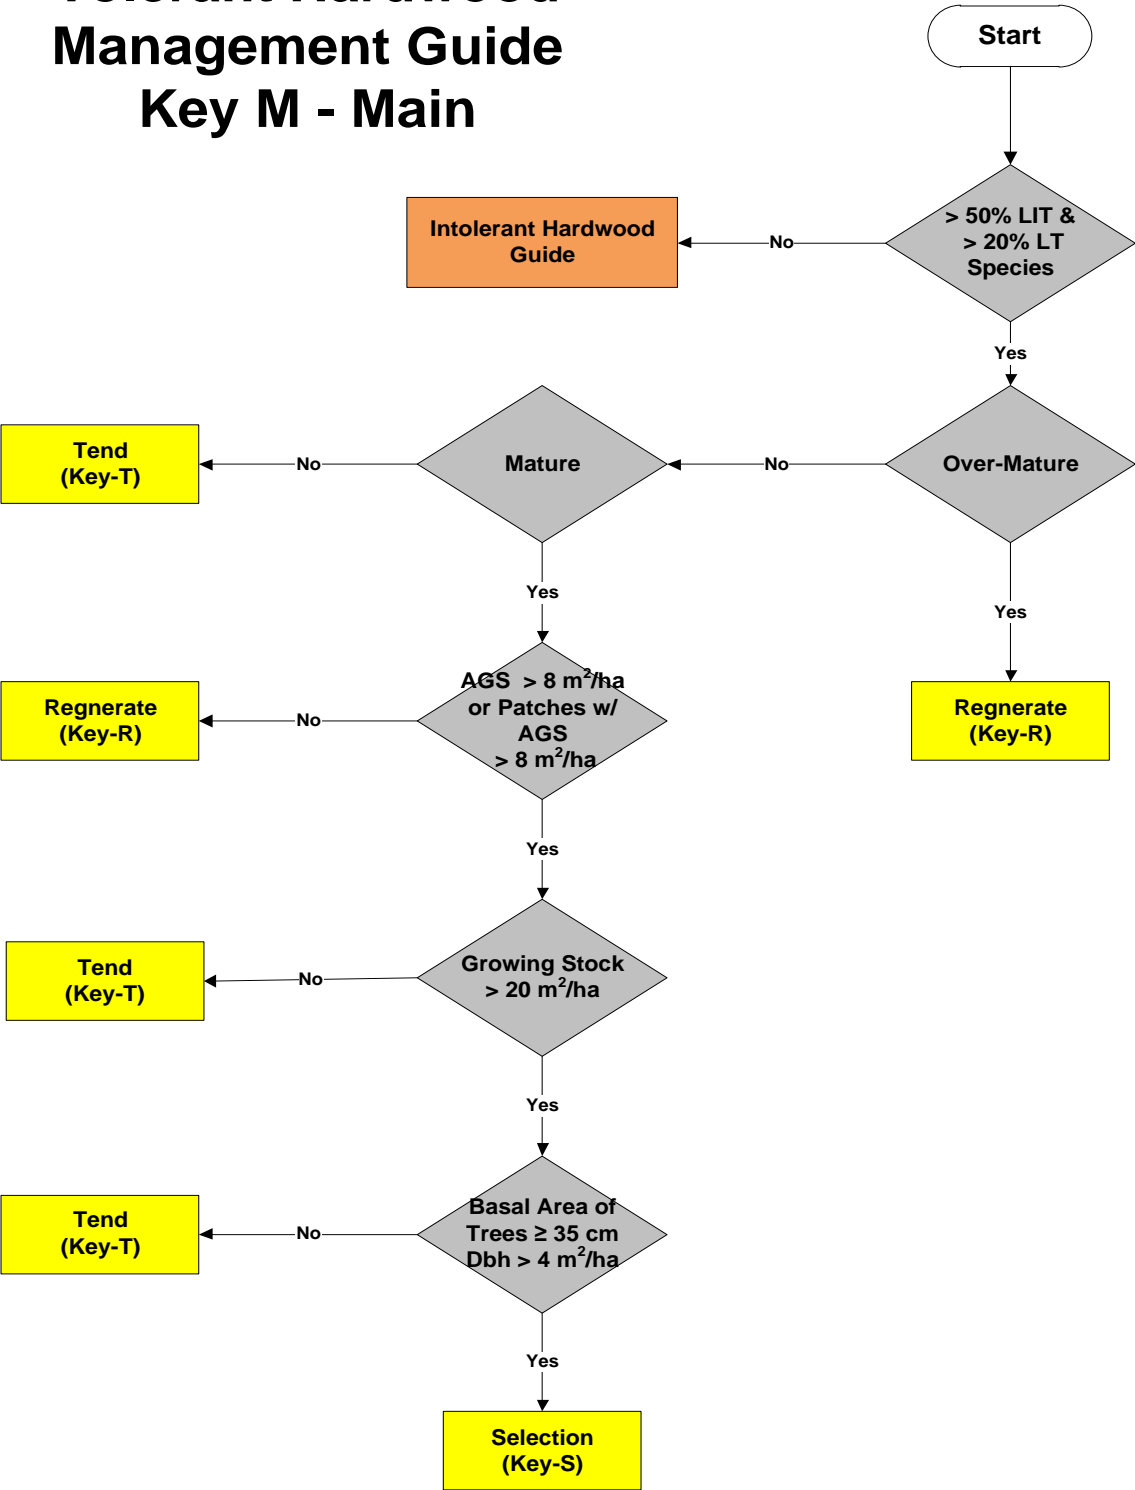 Tolerant Hardwood
Management Guide
Key M - Main
Start
> 50% LIT &
> 20% LT
Species
No
Intolerant Hardwood
Guide
Yes
Over-Mature
No
Mature
No
Tend
(Key-T)
Yes
Yes
Regnerate
(Key-R)
AGS > 8 m²/ha
or Patches w/
AGS
> 8 m²/ha
No
Regnerate
(Key-R)
Yes
Growing Stock
> 20 m²/ha
No
Tend
(Key-T)
Yes
Basal Area of
Trees ≥ 35 cm
Dbh > 4 m²/ha
No
Tend
(Key-T)
Yes
Selection
(Key-S)